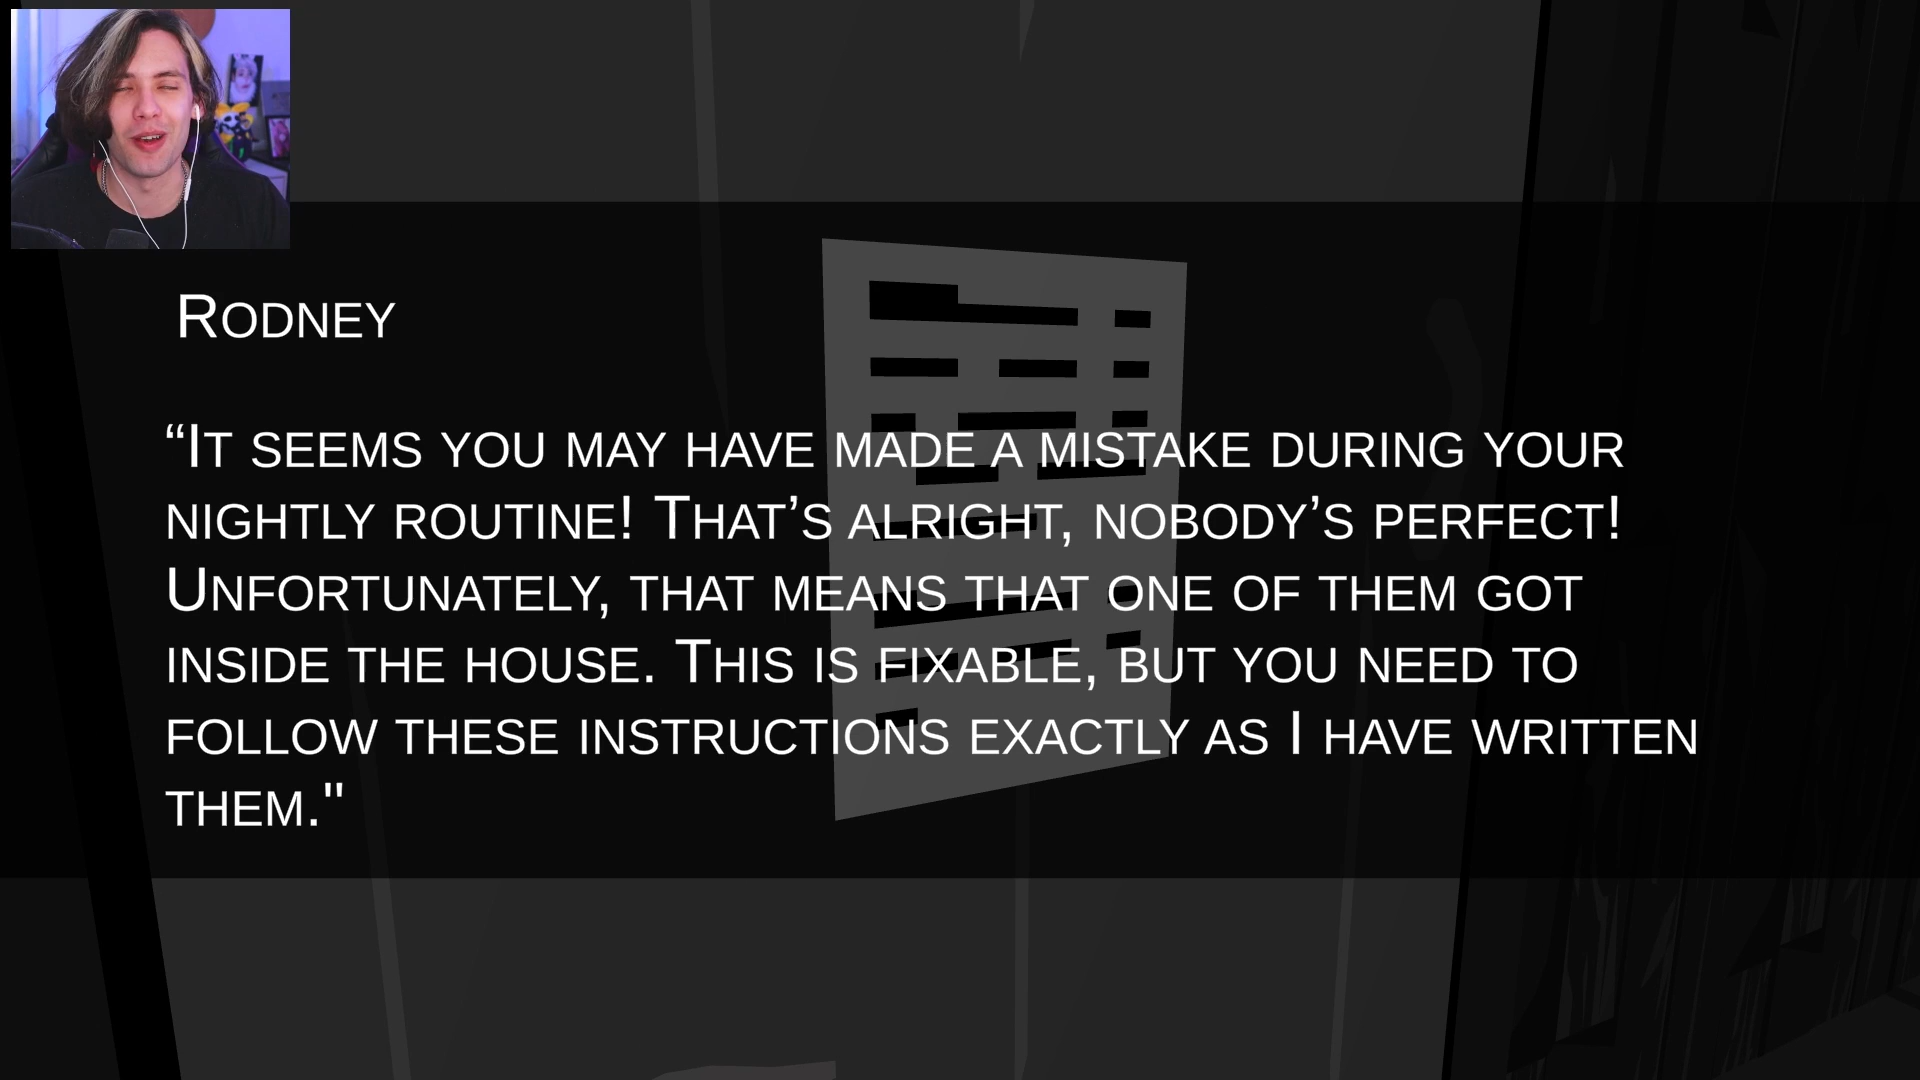 Rodney
“It seems you may have made a mistake during your
nightly routine! That’s alright, nobody’s perfect!
Unfortunately, that means that one of them got
inside the house. This is fixable, but you need to
follow these instructions exactly as I have written
them."